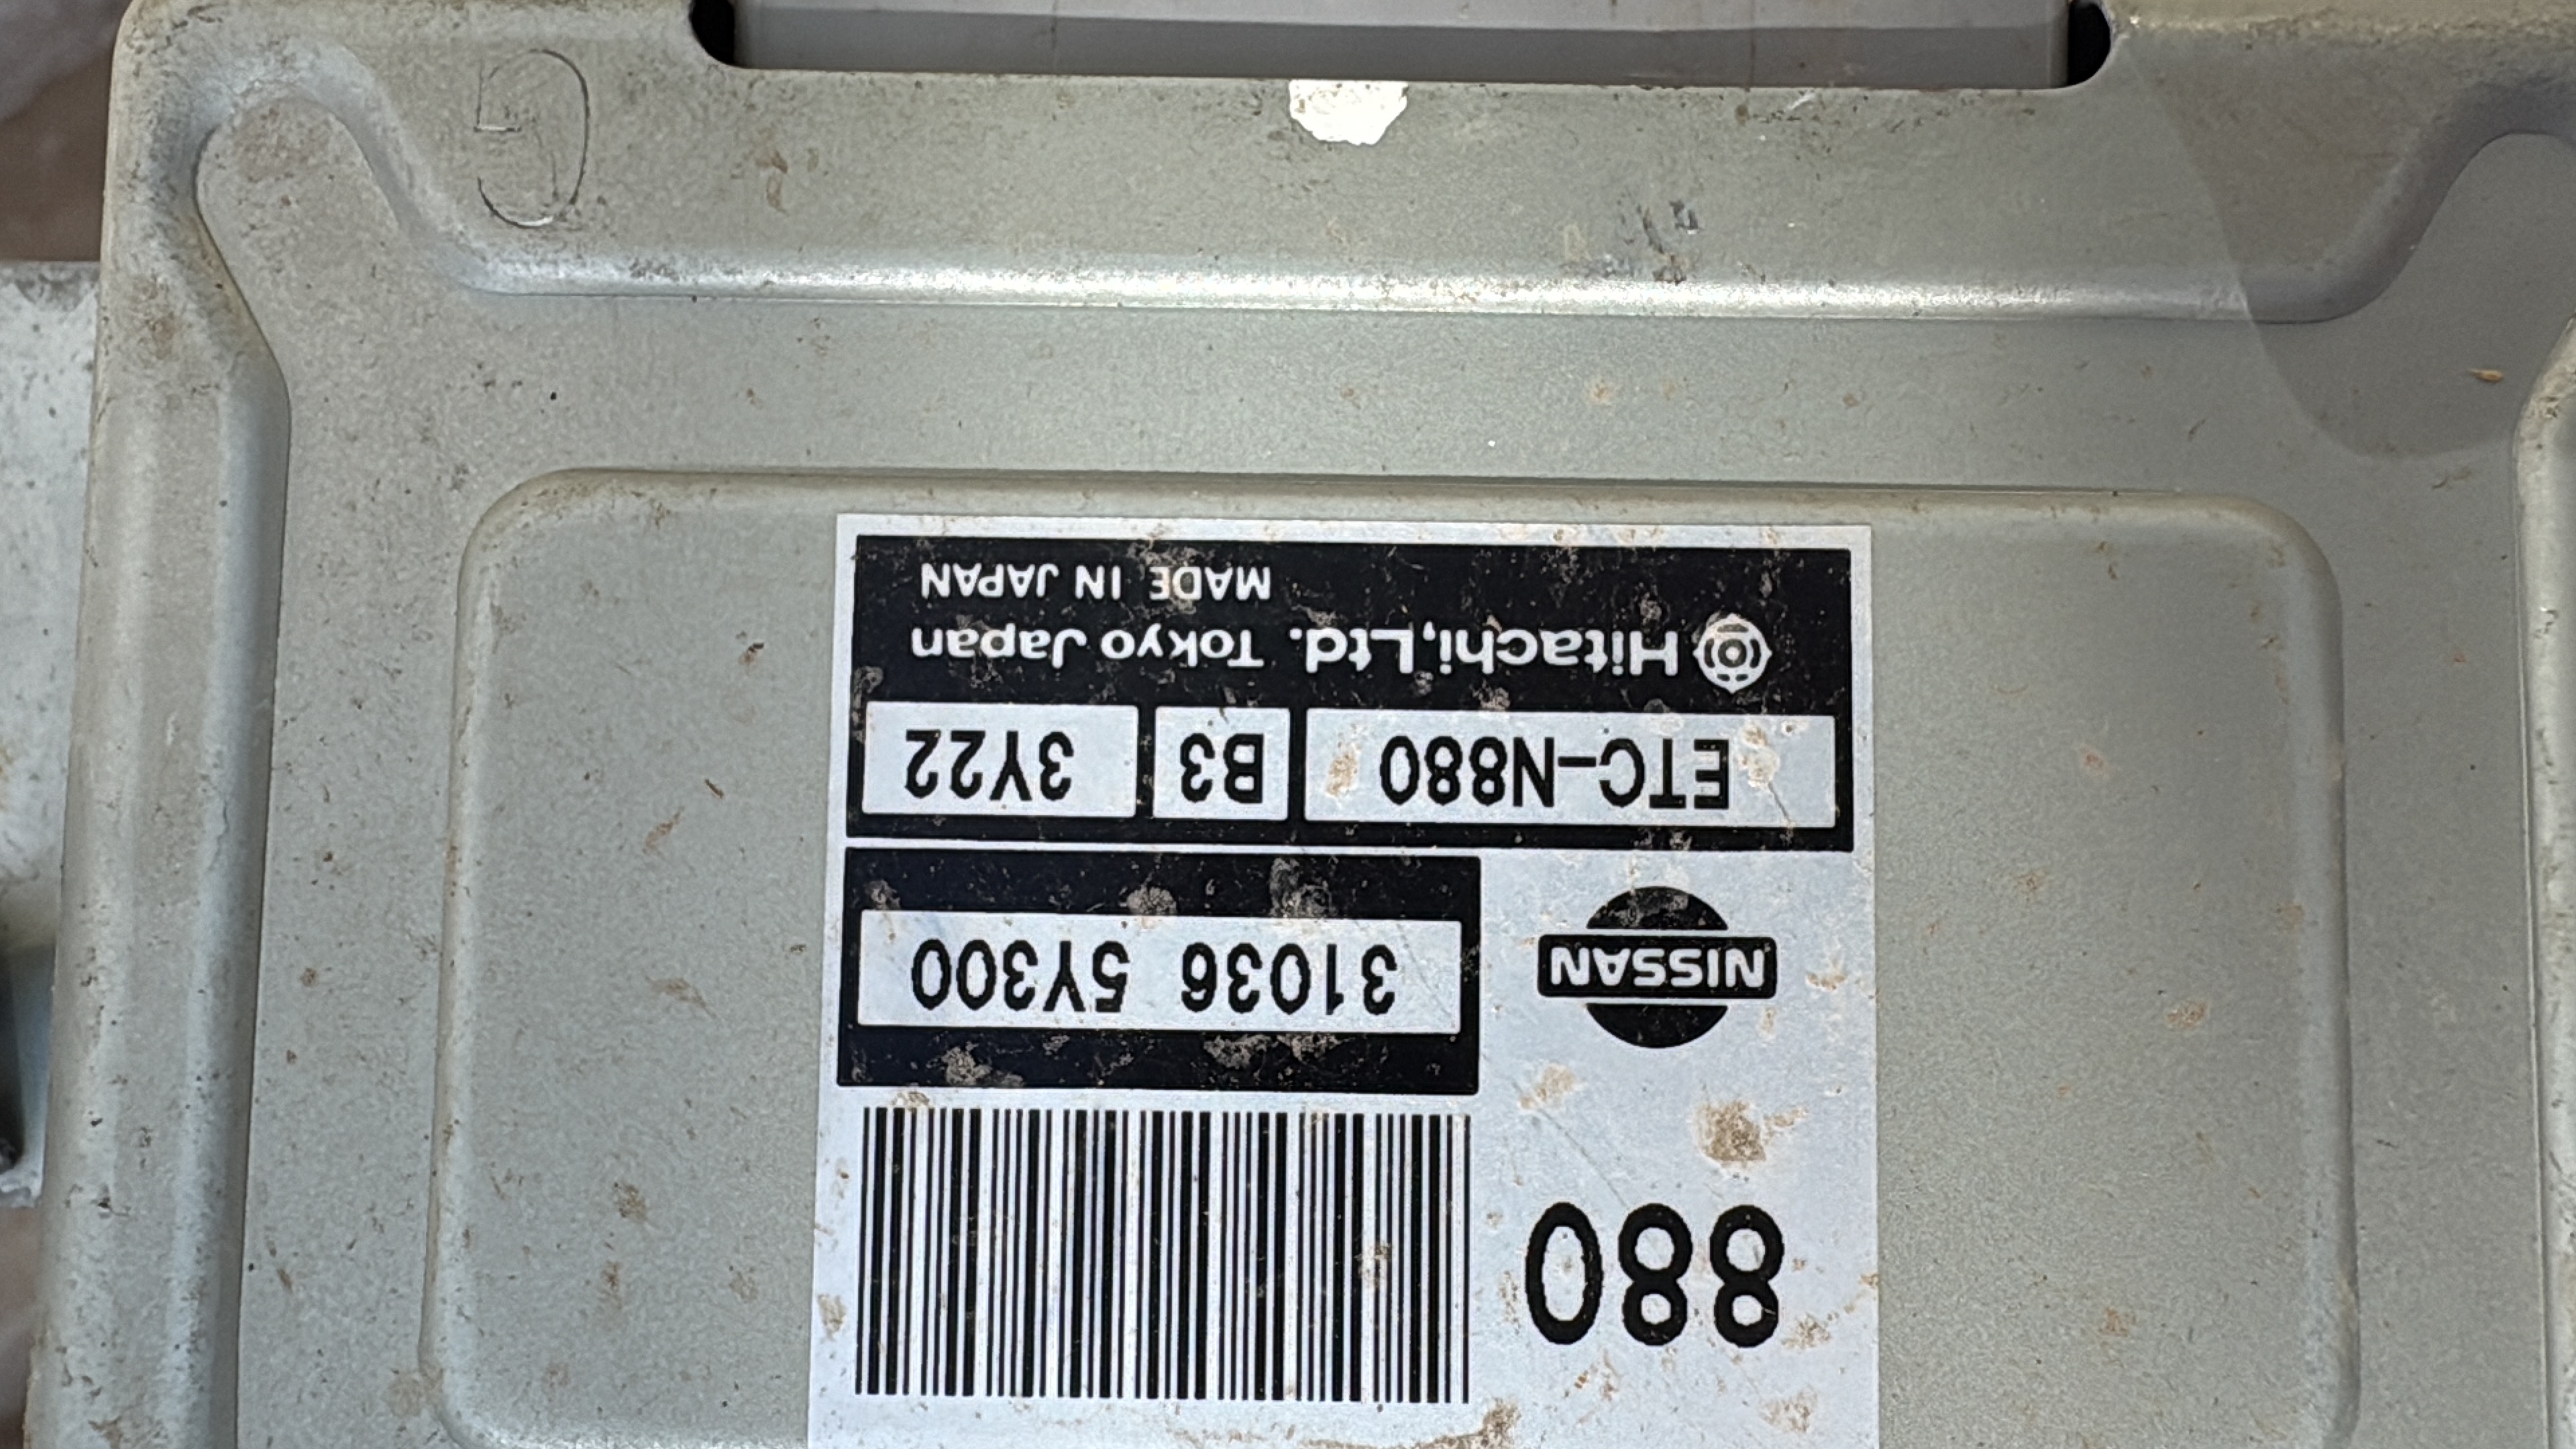 880
NISSAN
31036 5Y300
ETC-N880 B3 3Y22
Hitachi,Ltd. Tokyo Japan
MADE IN JAPAN